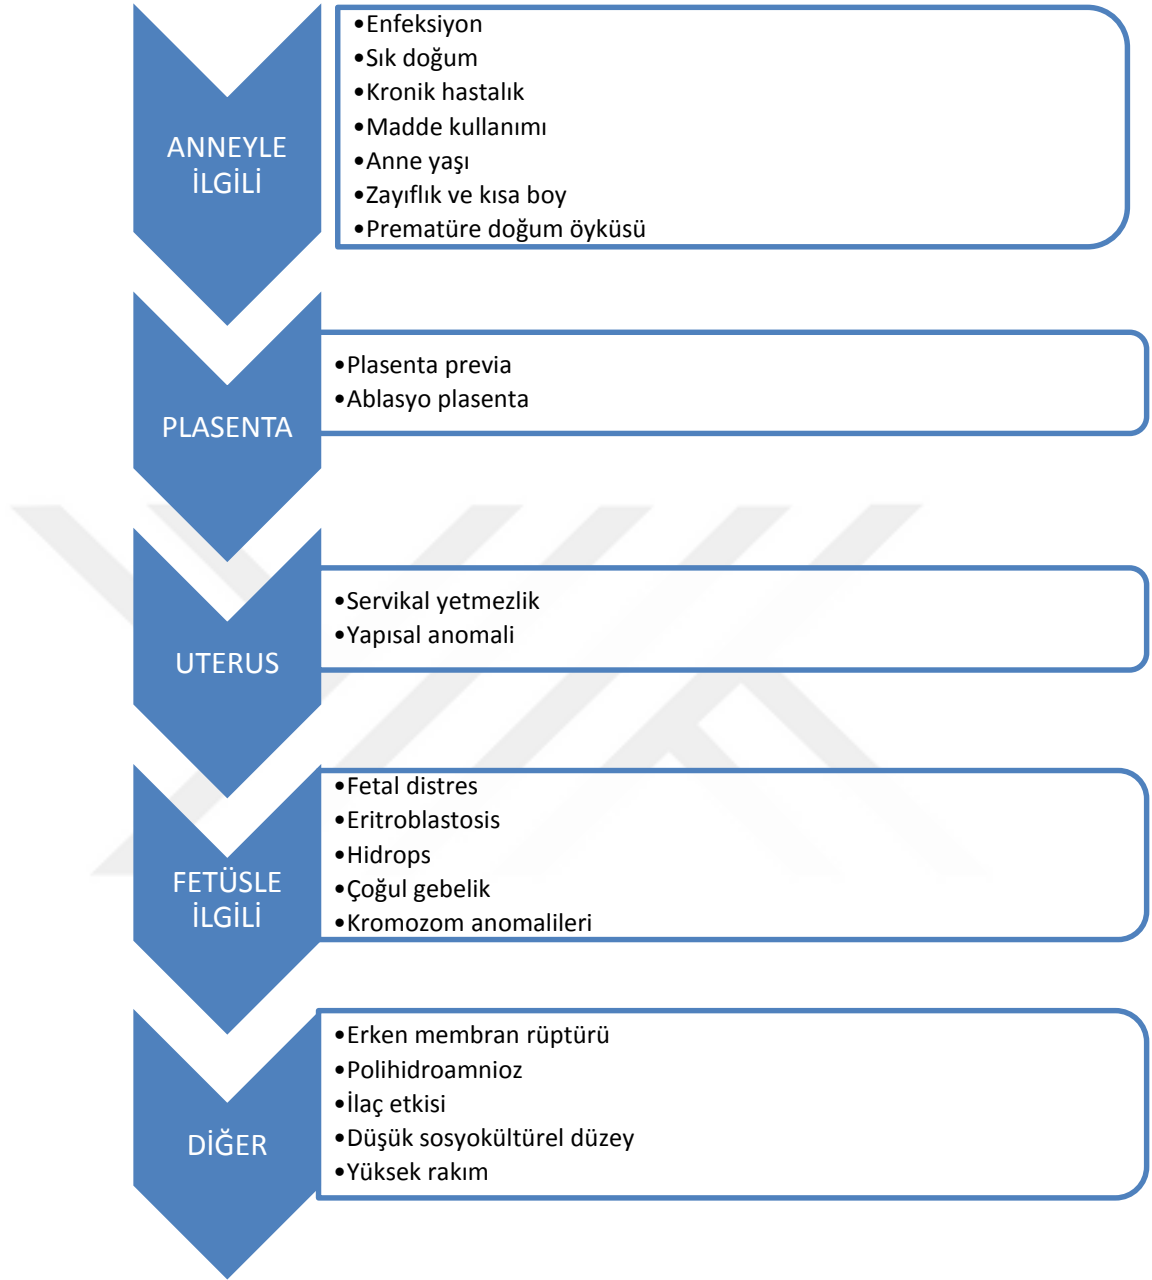 ANNEYLE
İLGİLİ
•Enfeksiyon
•Sık doğum
•Kronik hastalık
•Madde kullanımı
•Anne yaşı
•Zayıflık ve kısa boy
•Prematüre doğum öyküsü
PLASENTA
•Plasenta previa
•Ablasyo plasenta
UTERUS
•Servikal yetmezlik
•Yapısal anomali
FETÜSLE
İLGİLİ
•Fetal distres
•Eritroblastosis
•Hidrops
•Çoğul gebelik
•Kromozom anomalileri
DİĞER
•Erken membran rüptürü
•Polihidroamnioz
•İlaç etkisi
•Düşük sosyokültürel düzey
•Yüksek rakım